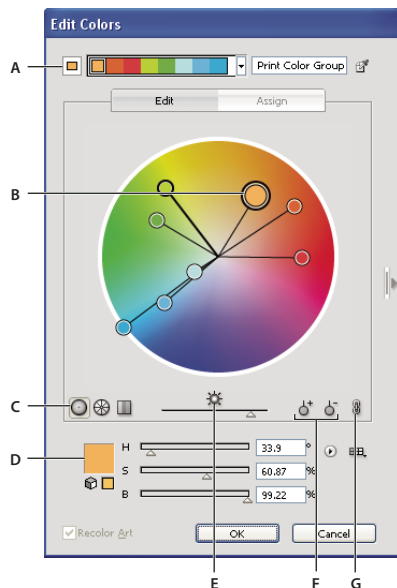 Edit Colors
A
Print Color Group
Edit
Assign
B
C
D
H
33.9
°
S
60.87
%
B
99.22
%
Recolor Art
OK
Cancel
E
F
G